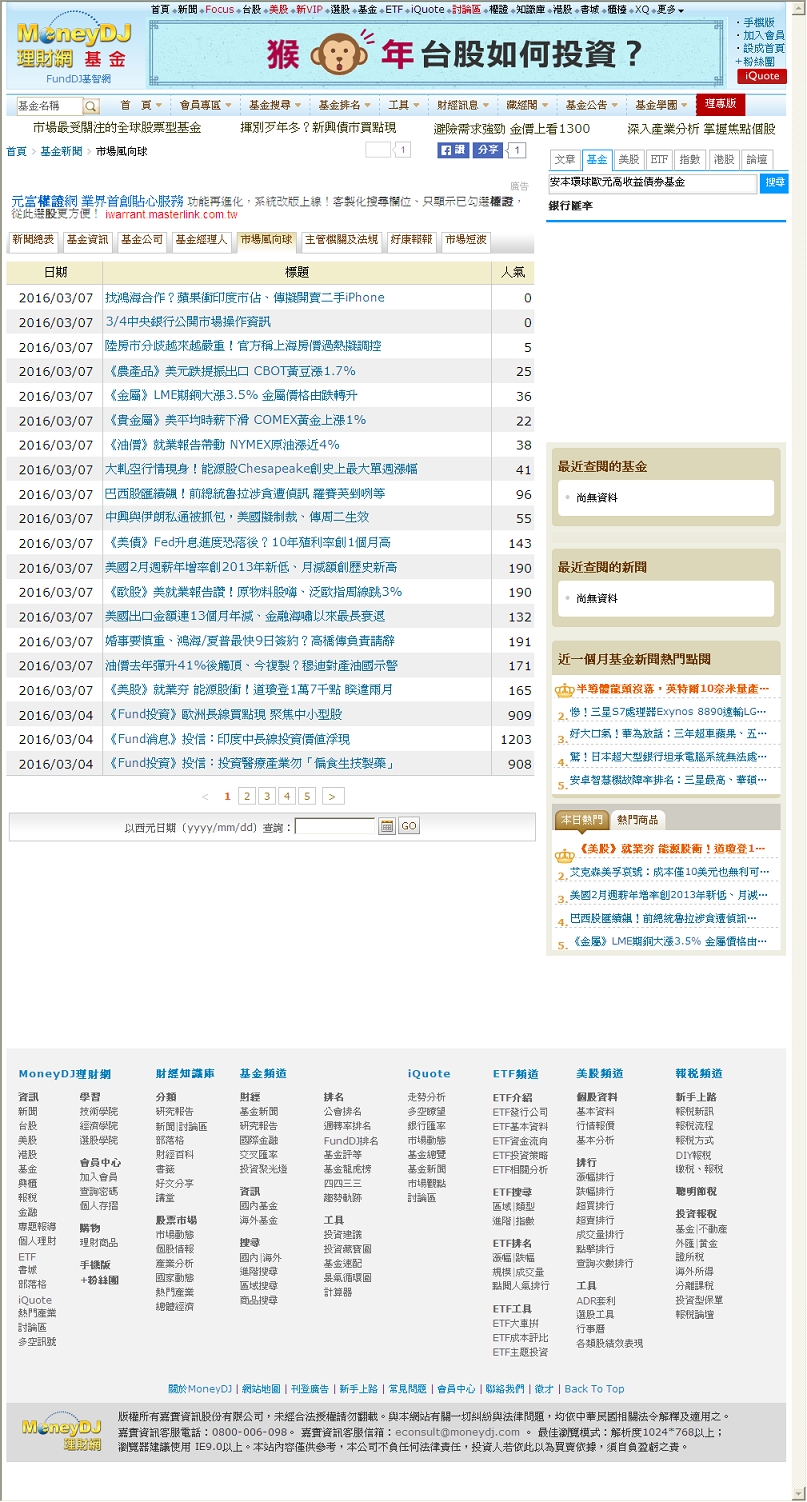 首頁 ◆新聞 ◆Focus ◆台股 ◆美股 ◆新VIP ◆選股 ◆基金 ◆ETF ◆iQuote ◆討論區 ◆權證 ◆知識庫 ◆港股 ◆書城 ◆櫃檯 ◆XQ ◆更多
MoneyDJ
理財網 基金
FundDJ基智網
猴 年 台股如何投資？
手機版
加入會員
設成首頁
+粉絲團
iQuote
基金名稱
首 頁 會員專區 基金搜尋 基金排名 工具 財經訊息 藏經閣 基金公告 基金學園 理專版
市場最受關注的全球股票型基金 揮別歹年冬？新興債市買點現 避險需求強勁 金價上看1300 深入產業分析 掌握焦點個股
首頁 > 基金新聞 > 市場風向球
1 讚 分享 1
文章 基金 美股 ETF 指數 港股 論壇
安本環球歐元高收益債券基金 搜尋
銀行匯率
廣告
元富權證網 業界首創貼心服務 功能再進化，系統改版上線！客製化搜尋欄位、只顯示已勾選權證，
從此選股更方便！ iwarrant.masterlink.com.tw
新聞總表 基金資訊 基金公司 基金經理人 市場風向球 主管機關及法規 好康報報 市場短波
日期 標題 人氣
2016/03/07 找鴻海合作？蘋果衝印度市佔、傳擬開賣二手iPhone 0
2016/03/07 3/4中央銀行公開市場操作資訊 0
2016/03/07 陸房市分歧越來越嚴重！官方稱上海房價過熱擬調控 5
2016/03/07 《農產品》美元跌提振出口 CBOT黃豆漲1.7% 25
2016/03/07 《金屬》LME期銅大漲3.5% 金屬價格由跌轉升 36
2016/03/07 《貴金屬》美平均時薪下滑 COMEX黃金上漲1% 22
2016/03/07 《油價》就業報告帶動 NYMEX原油漲近4% 38
2016/03/07 大軋空行情現身！能源股Chesapeake創史上最大單週漲幅 41
2016/03/07 巴西股匯續飆！前總統魯拉涉貪遭偵訊 羅賽芙剉咧等 96
2016/03/07 中興與伊朗私通被抓包，美國擬制裁、傳周二生效 55
2016/03/07 《美債》Fed升息進度恐落後？10年殖利率創1個月高 143
2016/03/07 美國2月週薪年增率創2013年新低、月減額創歷史新高 190
2016/03/07 《歐股》美就業報告讚！原物料股嗨、泛歐指周線跳3% 190
2016/03/07 美國出口金額連13個月年減、金融海嘯以來最長衰退 132
2016/03/07 婚事要慎重、鴻海/夏普最快9日簽約？高橋傳負責請辭 191
2016/03/07 油價去年彈升41%後觸頂、今複製？穆迪對產油國示警 171
2016/03/07 《美股》就業夯 能源股衝！道瓊登1萬7千點 睽違兩月 165
2016/03/04 《Fund投資》歐洲長線買點現 聚焦中小型股 909
2016/03/04 《Fund消息》投信：印度中長線投資價值浮現 1203
2016/03/04 《Fund投資》投信：投資醫療產業勿「偏食生技製藥」 908
< 1 2 3 4 5 >
以西元日期（yyyy/mm/dd）查詢： GO
最近查閱的基金
尚無資料
最近查閱的新聞
尚無資料
近一個月基金新聞熱門點閱
半導體龍頭沒落，英特爾10奈米量產…
2. 慘！三星S7處理器Exynos 8890遠輸LG…
3. 好大口氣！華為放話：三年超車蘋果、五…
4. 驚！日本超大型銀行坦承電腦系統無法處…
5. 安卓智慧機故障率排名：三星最高、華碩…
本日熱門 熱門商品
《美股》就業夯 能源股衝！道瓊登1…
2. 艾克森美孚哀號：成本僅10美元也無利可…
3. 美國2月週薪年增率創2013年新低、月減…
4. 巴西股匯續飆！前總統魯拉涉貪遭偵訊…
5. 《金屬》LME期銅大漲3.5% 金屬價格由…
MoneyDJ理財網
資訊
新聞
台股
美股
港股
基金
興櫃
報稅
金融
專題報導
個人理財
ETF
書城
部落格
iQuote
熱門產業
討論區
多空訊號
學習
技術學院
經濟學院
選股學院
會員中心
加入會員
查詢密碼
個人存摺
購物
理財商品
手機版
+粉絲團
財經知識庫
分類
研究報告
新聞|討論區
部落格
財經百科
書籤
好文分享
講堂
股票市場
市場動態
個股情報
產業分析
國家動態
熱門產業
總體經濟
基金頻道
財經
基金新聞
研究報告
國際金融
交叉匯率
投資聚光燈
資訊
國內基金
海外基金
搜尋
國內|海外
進階搜尋
區域搜尋
商品搜尋
排名
公會排名
週轉率排名
FundDJ排名
基金評等
基金龍虎榜
四四三三
趨勢軌跡
工具
投資建議
投資藏寶圖
基金速配
景氣循環圖
計算器
iQuote
走勢分析
多空瞭望
銀行匯率
市場動態
基金總覽
基金新聞
市場觀點
討論區
ETF頻道
ETF介紹
ETF發行公司
ETF基本資料
ETF資金流向
ETF投資策略
ETF相關分析
ETF搜尋
區域|類型
進階|指數
ETF排名
漲幅|跌幅
規模|成交量
點閱人氣排行
ETF工具
ETF大車拚
ETF成本評比
ETF主題投資
美股頻道
個股資料
基本資料
行情報價
基本分析
排行
漲幅排行
跌幅排行
超買排行
超賣排行
成交量排行
點擊排行
查詢次數排行
工具
ADR套利
選股工具
行事曆
各類股績效表現
報稅頻道
新手上路
報稅新訊
報稅流程
報稅方式
DIY報稅
繳稅、報稅
聰明節稅
投資報稅
基金|不動產
外匯|黃金
證所稅
海外所得
分離課稅
投資型保單
報稅論壇
關於MoneyDJ | 網站地圖 | 刊登廣告 | 新手上路 | 常見問題 | 會員中心 | 聯絡我們 | 徵才 | Back To Top
MoneyDJ
理財網
版權所有嘉實資訊股份有限公司，未經合法授權請勿翻載。與本網站有關一切糾紛與法律問題，均依中華民國相關法令解釋及適用之。
嘉實資訊客服電話：0800-006-098。 嘉實資訊客服信箱：econsult@moneydj.com 。 最佳瀏覽模式：解析度1024*768以上；
瀏覽器建議使用 IE9.0以上。本站內容僅供參考，本公司不負任何法律責任，投資人若依此以為買賣依據，須自負盈虧之責。